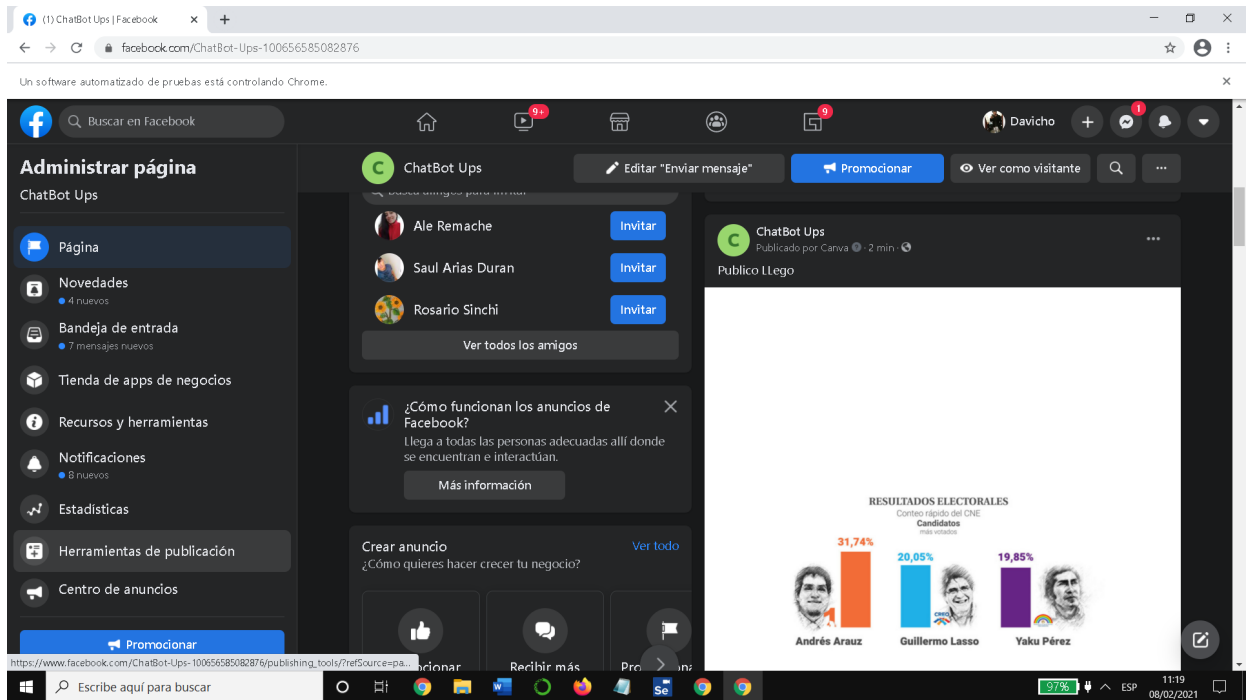 (1) ChatBot Ups | Facebook
facebook.com/ChatBot-Ups-100656585082876
Un software automatizado de pruebas está controlando Chrome.
Buscar en Facebook
9+
9
Davicho
1
Administrar página
ChatBot Ups
Página
Novedades
4 nuevos
Bandeja de entrada
7 mensajes nuevos
Tienda de apps de negocios
Recursos y herramientas
Notificaciones
8 nuevos
Estadísticas
Herramientas de publicación
Centro de anuncios
Promocionar
https://www.facebook.com/ChatBot-Ups-100656585082876/publishing_tools/?refSource=pa...
C
ChatBot Ups
Editar "Enviar mensaje"
Promocionar
Ver como visitante
Busca amigos para invitar
Ale Remache
Invitar
Saul Arias Duran
Invitar
Rosario Sinchi
Invitar
Ver todos los amigos
¿Cómo funcionan los anuncios de
Facebook?
Llega a todas las personas adecuadas allí donde
se encuentran e interactúan.
Más información
Crear anuncio
Ver todo
¿Cómo quieres hacer crecer tu negocio?
Recibir más
C
ChatBot Ups
Publicado por Canva · 2 min ·
Publico LLego
RESULTADOS ELECTORALES
Conteo rápido del CNE
Candidatos
más votados
31,74%
20,05%
19,85%
CREO
Andrés Arauz
Guillermo Lasso
Yaku Pérez
Escribe aquí para buscar
Se
97%
ESP
11:19
08/02/2021